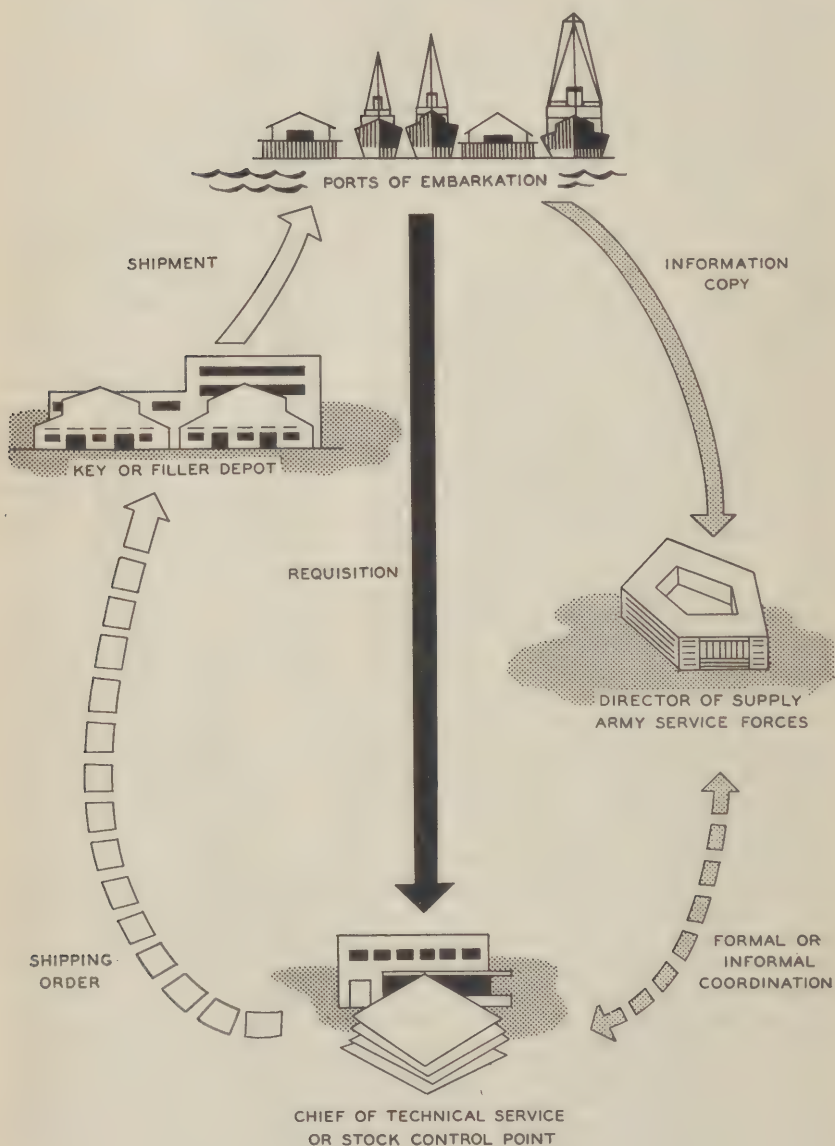 PORTS OF EMBARKATION
SHIPMENT
INFORMATION
COPY
KEY OR FILLER DEPOT
REQUISITION
DIRECTOR OF SUPPLY
ARMY SERVICE FORCES
SHIPPING
ORDER
FORMAL OR
INFORMAL
COORDINATION
CHIEF OF TECHNICAL SERVICE
OR STOCK CONTROL POINT